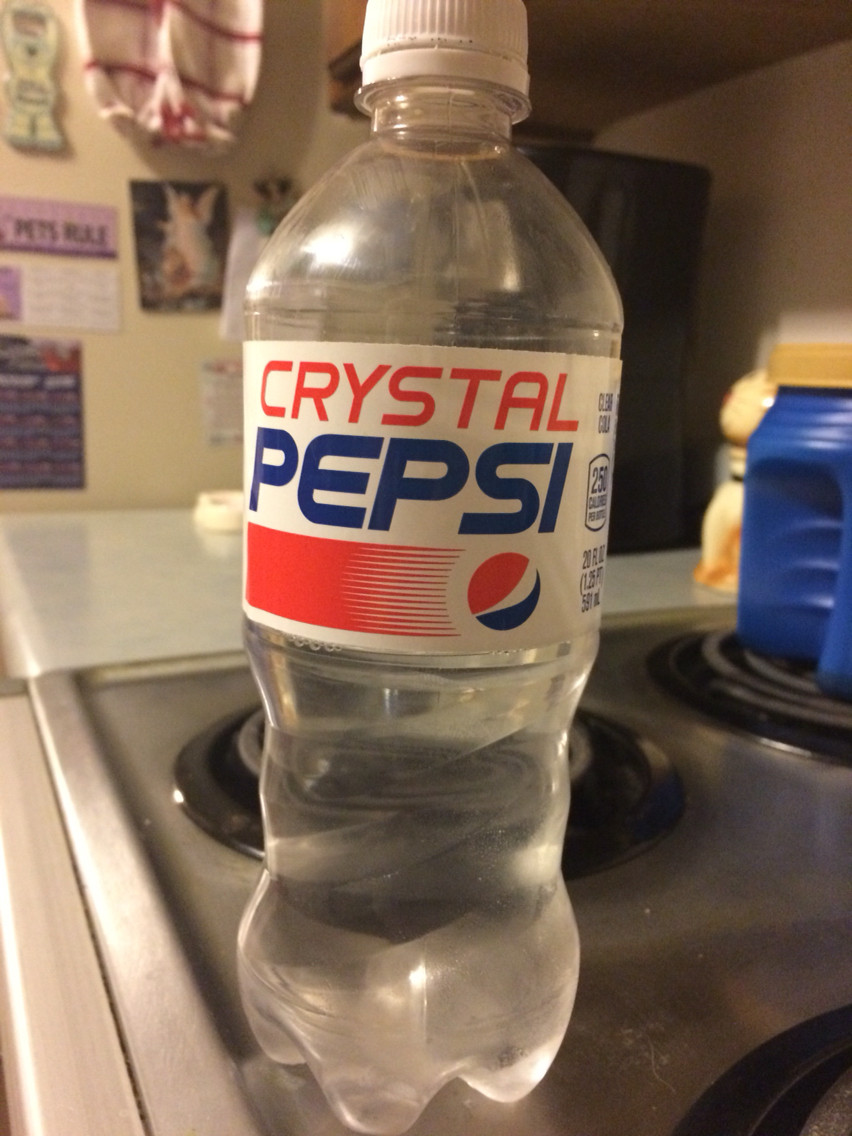 PETS RULE
CRYSTAL
PEPSI
CLEAR
COLA
250
CALORIES
PER BOTTLE
20 FL OZ
(1.25 PT)
591 mL